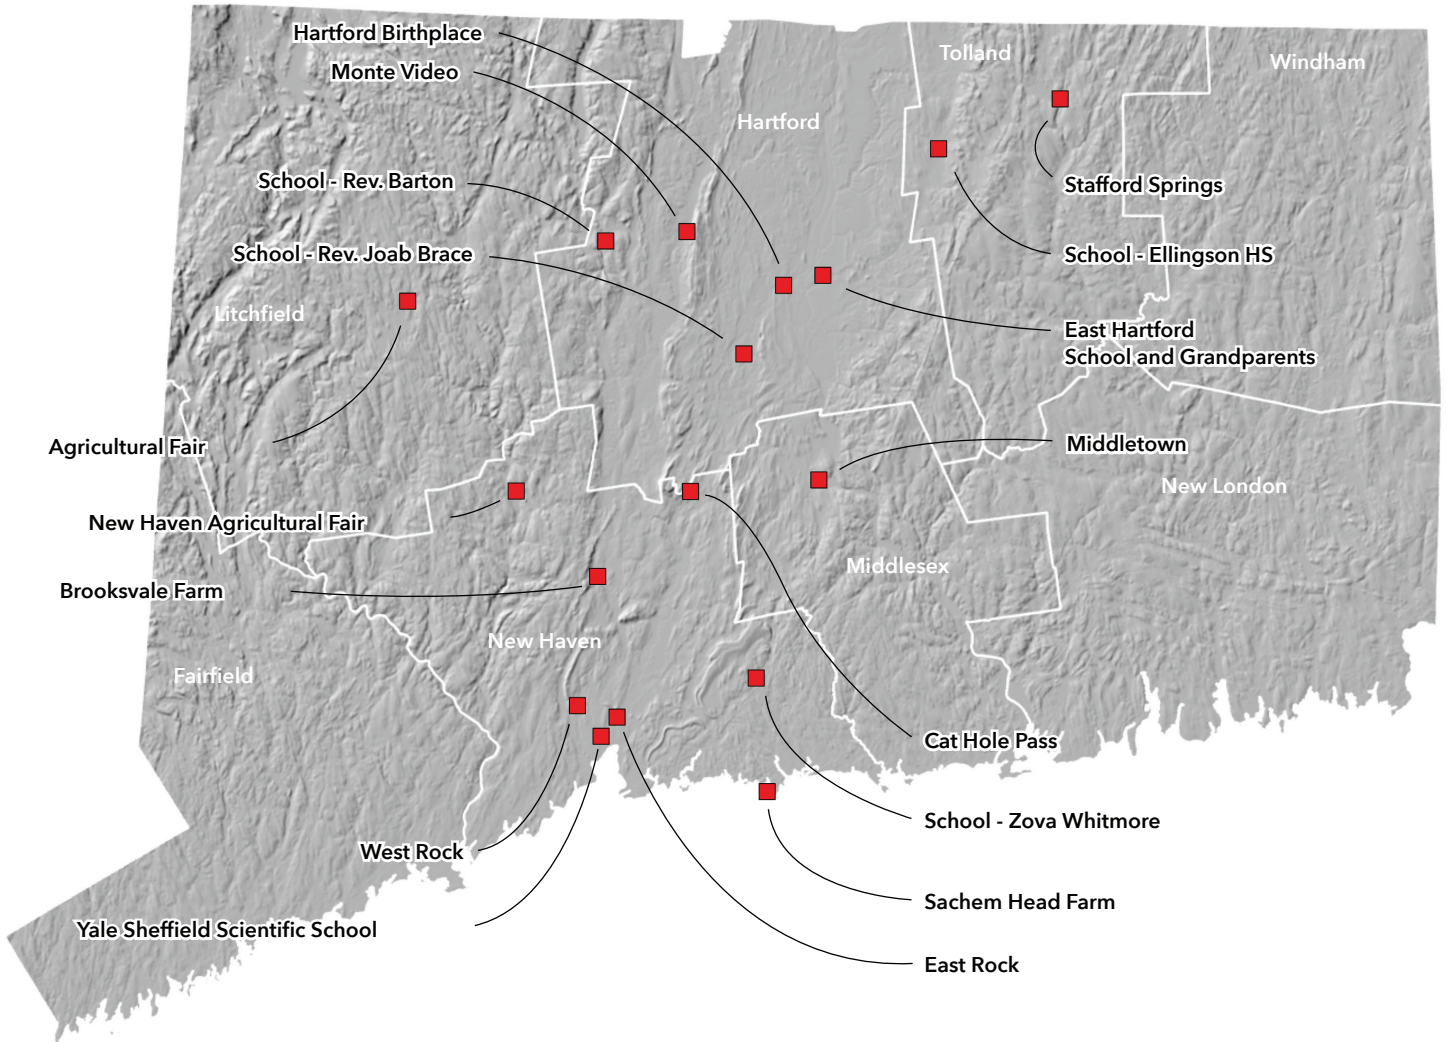 Hartford Birthplace
Monte Video
Tolland
Windham
Hartford
School - Rev. Barton
Stafford Springs
School - Rev. Joab Brace
School - Ellingson HS
Litchfield
East Hartford
School and Grandparents
Agricultural Fair
Middletown
New London
New Haven Agricultural Fair
Middlesex
Brooksvale Farm
New Haven
Fairfield
Cat Hole Pass
School - Zova Whitmore
West Rock
Sachem Head Farm
Yale Sheffield Scientific School
East Rock